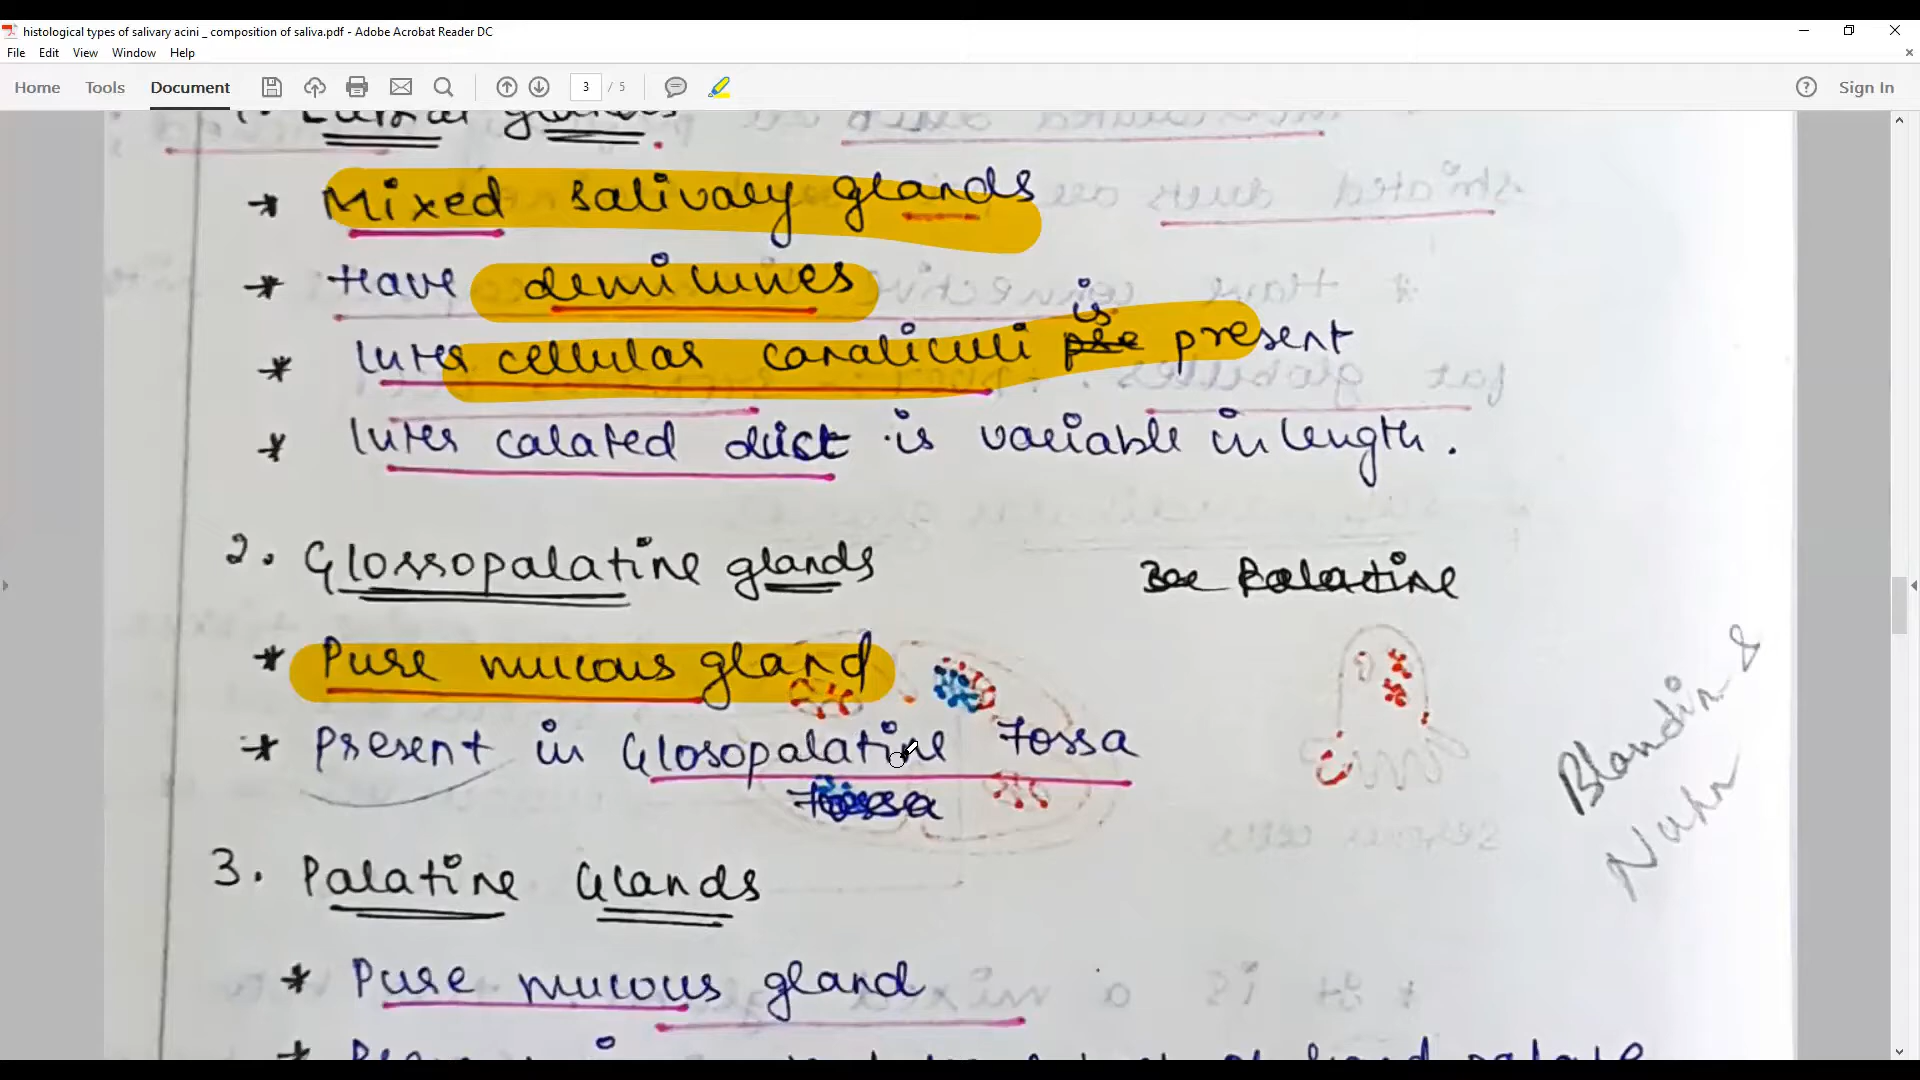 histological types of salivary acini _ composition of saliva.pdf - Adobe Acrobat Reader DC
File Edit View Window Help
Home Tools Document 3 / 5 Sign In
glands.
* Mixed salivary glands
* Have demilunes
* Inter cellular canaliculi is present
* Inter calated duct is variable in length.
2. Glossopalatine glands
Palatine
* Pure mucous gland
* Present in Glosopalatine Fossa
Fossa
Blandin &
Nuhn
3. Palatine Glands
* Pure mucous gland